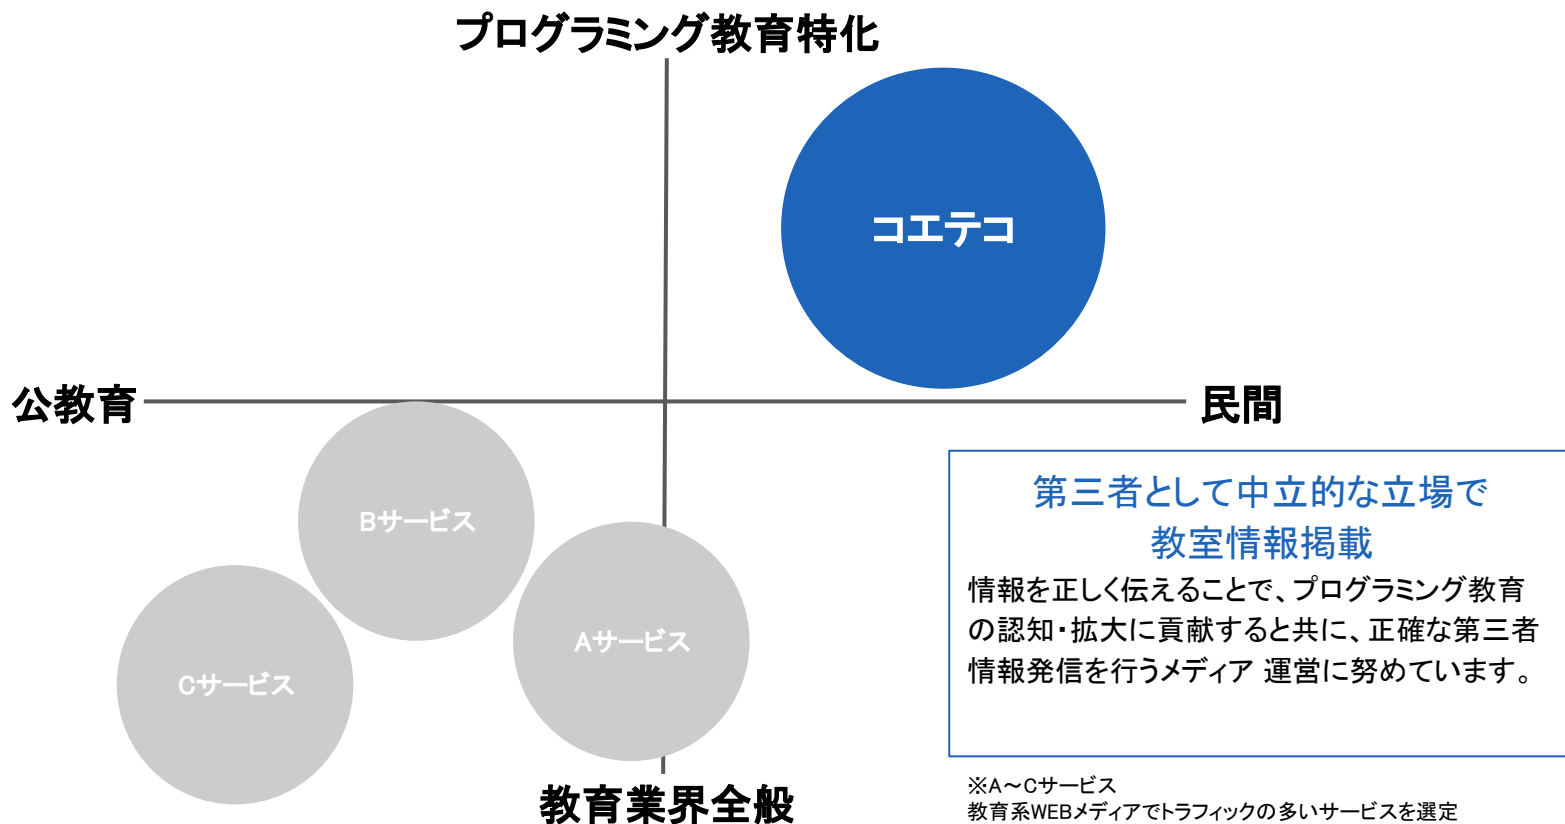 プログラミング教育特化
コエテコ
公教育
民間
Bサービス
Aサービス
Cサービス
教育業界全般
第三者として中立的な立場で
教室情報掲載
情報を正しく伝えることで、プログラミング教育
の認知・拡大に貢献すると共に、正確な第三者
情報発信を行うメディア 運営に努めています。
※A～Cサービス
教育系WEBメディアでトラフィックの多いサービスを選定